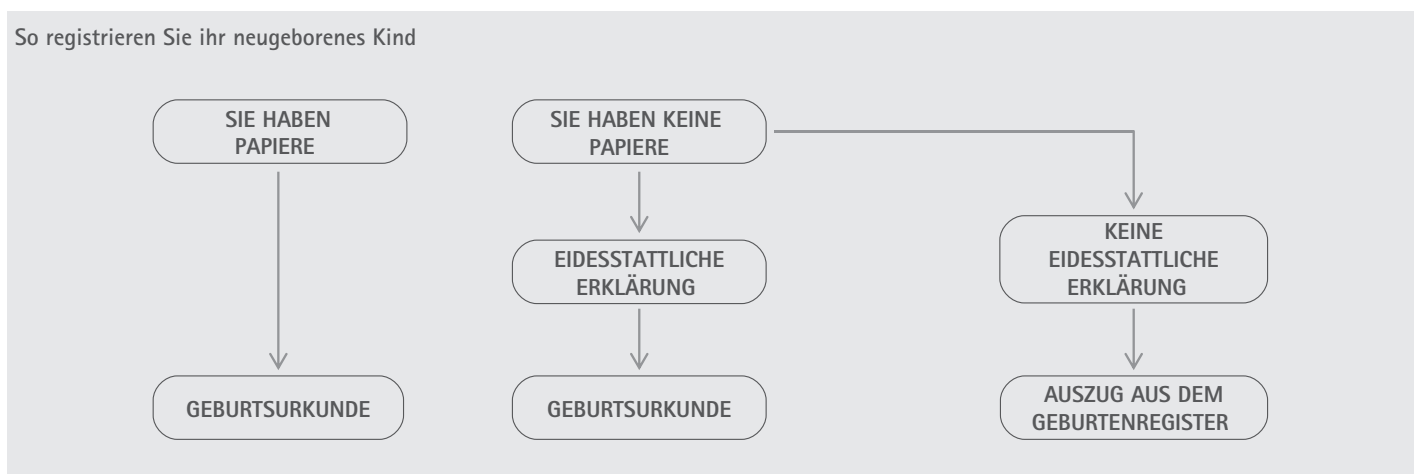 So registrieren Sie ihr neugeborenes Kind
SIE HABEN
PAPIERE
SIE HABEN KEINE
PAPIERE
EIDESSTATTLICHE
ERKLÄRUNG
KEINE
EIDESSTATTLICHE
ERKLÄRUNG
GEBURTSURKUNDE
GEBURTSURKUNDE
AUSZUG AUS DEM
GEBURTENREGISTER